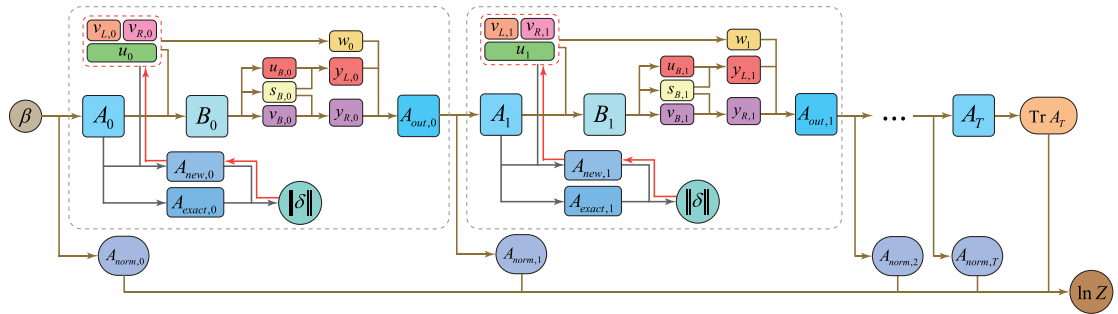 v_{L,0} v_{R,0}
u_0
w_0
u_{B,0} y_{L,0}
s_{B,0}
β A_0 B_0 v_{B,0} y_{R,0} A_{out,0}
A_{new,0}
A_{exact,0} ‖δ‖
A_{norm,0}
v_{L,1} v_{R,1}
u_1
w_1
u_{B,1} y_{L,1}
s_{B,1}
A_1 B_1 v_{B,1} y_{R,1} A_{out,1}
A_{new,1}
A_{exact,1} ‖δ‖
A_{norm,1}
... A_T Tr A_T
A_{norm,2} A_{norm,T}
ln Z